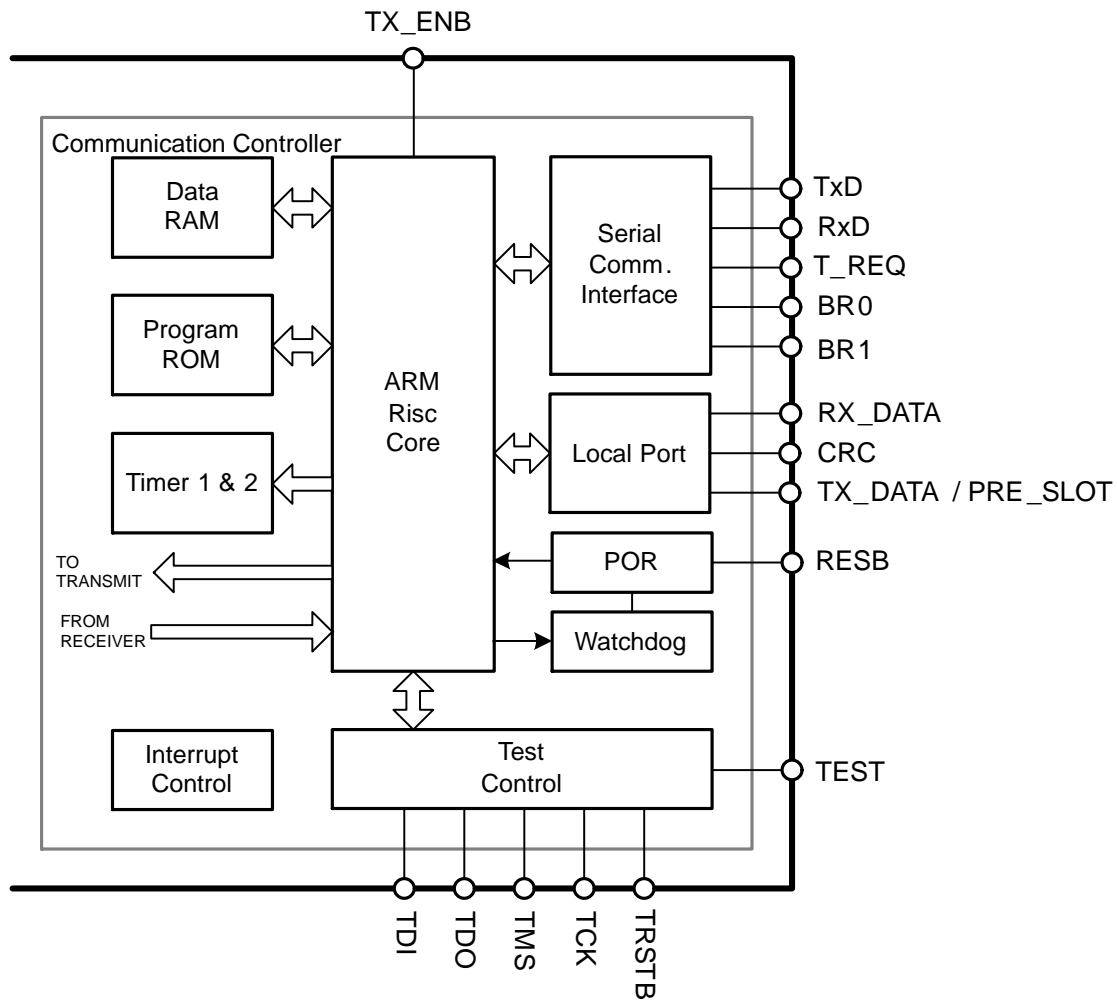 TX_ENB
Communication Controller
Data
RAM
Program
ROM
Timer 1 & 2
TO
TRANSMIT
FROM
RECEIVER
Interrupt
Control
ARM
Risc
Core
Serial
Comm.
Interface
Local Port
POR
Watchdog
Test
Control
TxD
RxD
T_REQ
BR0
BR1
RX_DATA
CRC
TX_DATA / PRE_SLOT
RESB
TEST
TDI
TDO
TMS
TCK
TRSTB